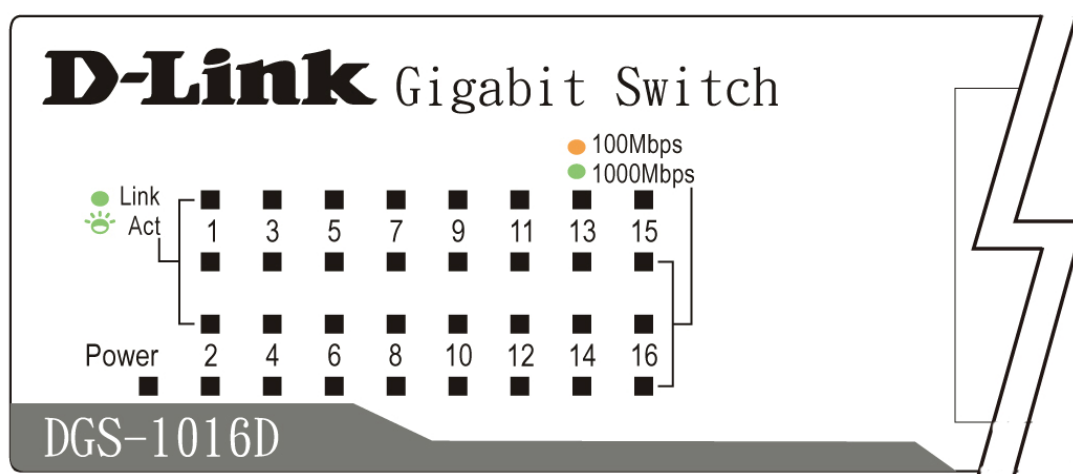 D-Link Gigabit Switch
100Mbps
1000Mbps
Link
Act
1 3 5 7 9 11 13 15
Power 2 4 6 8 10 12 14 16
DGS-1016D